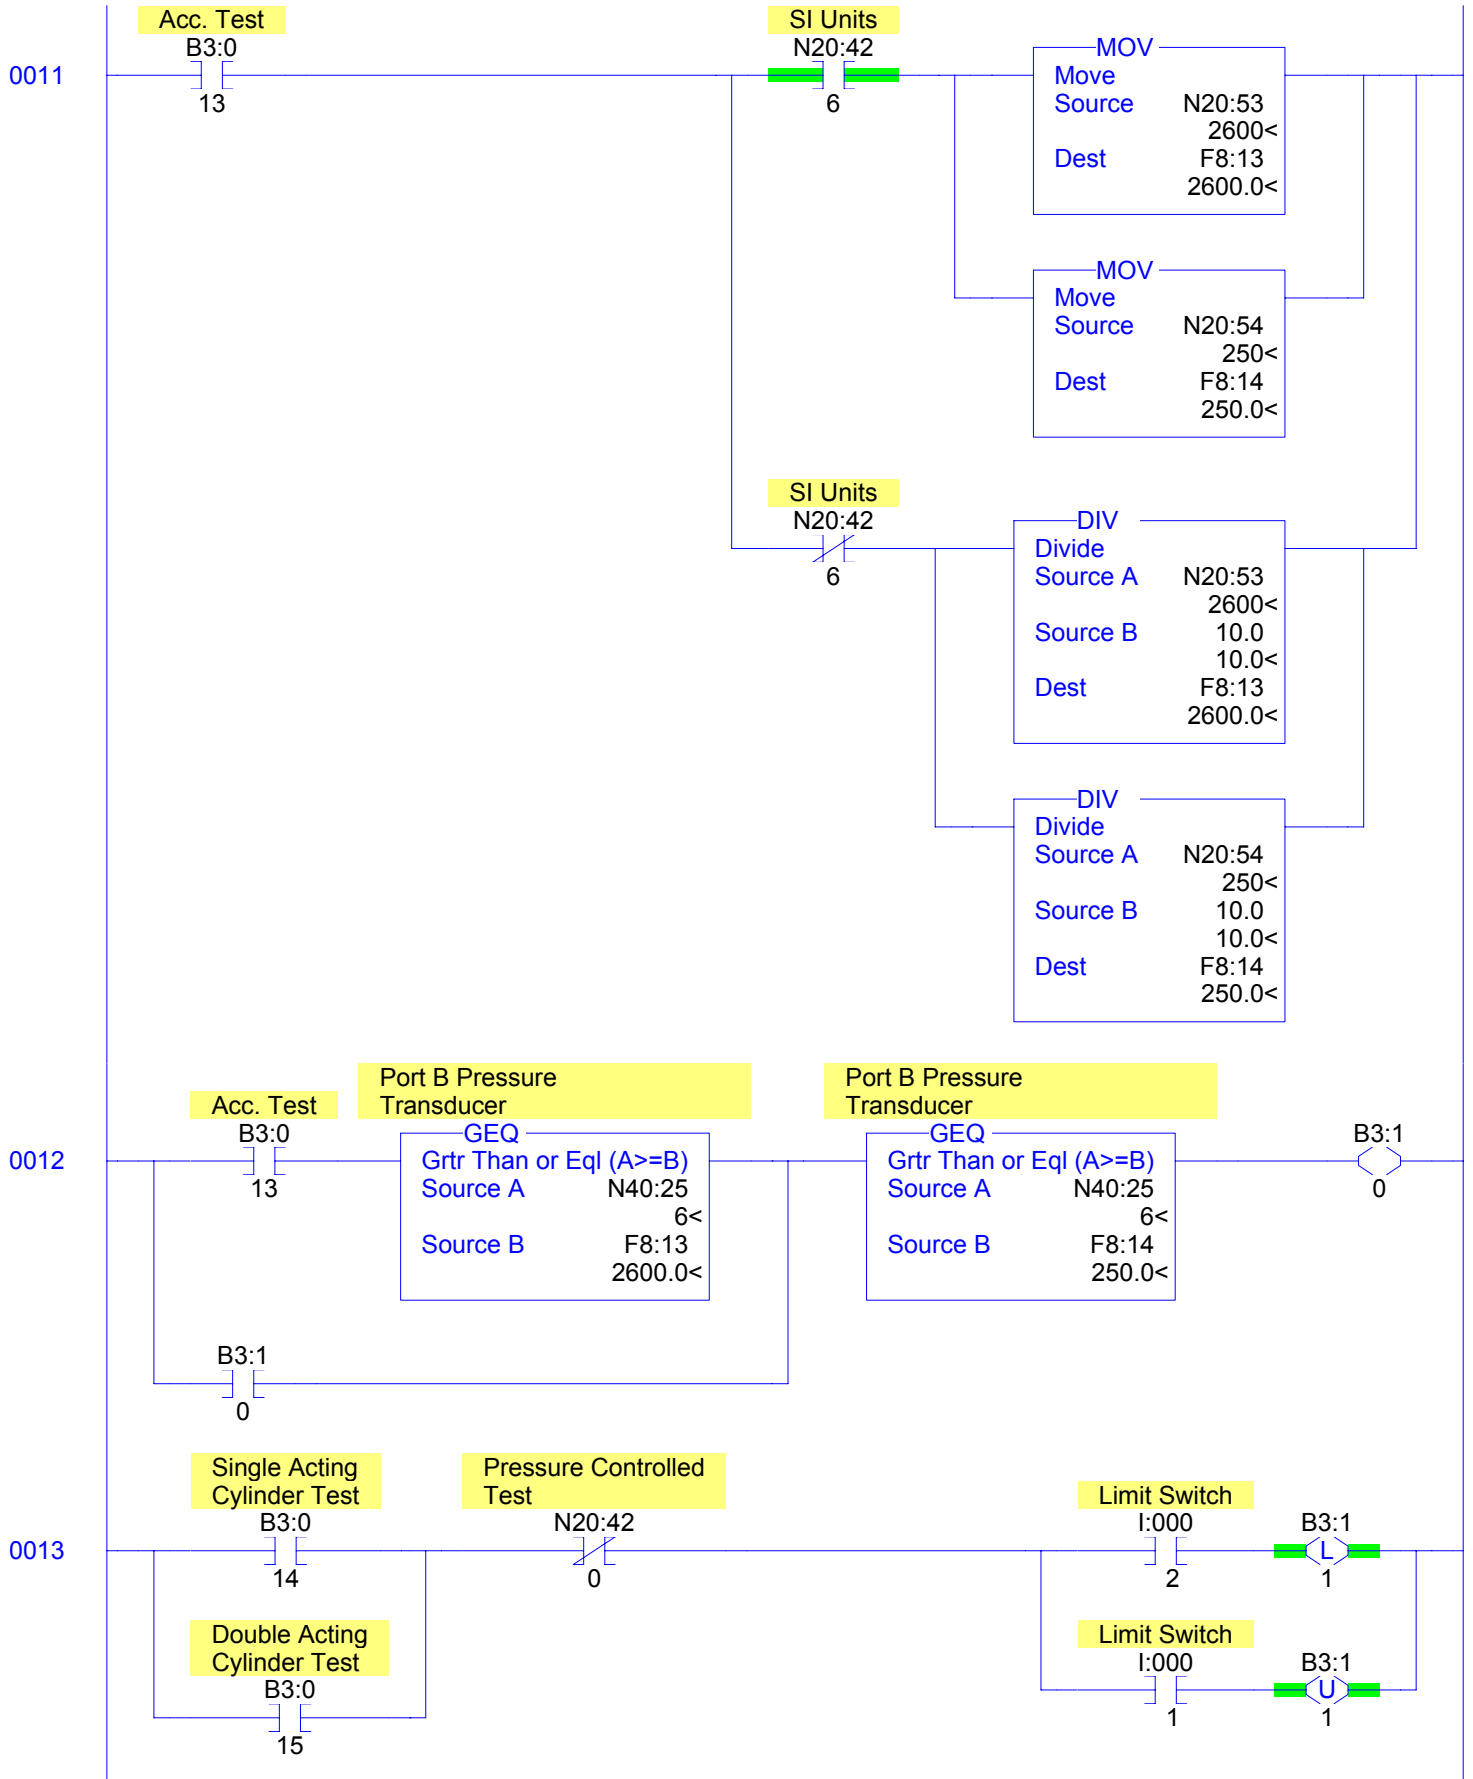 Acc. Test
B3:0
0011
13
SI Units
N20:42
6
MOV
Move
Source N20:53
2600<
Dest F8:13
2600.0<
MOV
Move
Source N20:54
250<
Dest F8:14
250.0<
SI Units
N20:42
6
DIV
Divide
Source A N20:53
2600<
Source B 10.0
10.0<
Dest F8:13
2600.0<
DIV
Divide
Source A N20:54
250<
Source B 10.0
10.0<
Dest F8:14
250.0<
0012
Acc. Test
B3:0
13
Port B Pressure
Transducer
GEQ
Grtr Than or Eql (A>=B)
Source A N40:25
6<
Source B F8:13
2600.0<
Port B Pressure
Transducer
GEQ
Grtr Than or Eql (A>=B)
Source A N40:25
6<
Source B F8:14
250.0<
B3:1
0
B3:1
0
0013
Single Acting
Cylinder Test
B3:0
14
Pressure Controlled
Test
N20:42
0
Limit Switch
I:000
2
B3:1
L
1
Double Acting
Cylinder Test
B3:0
15
Limit Switch
I:000
1
B3:1
U
1